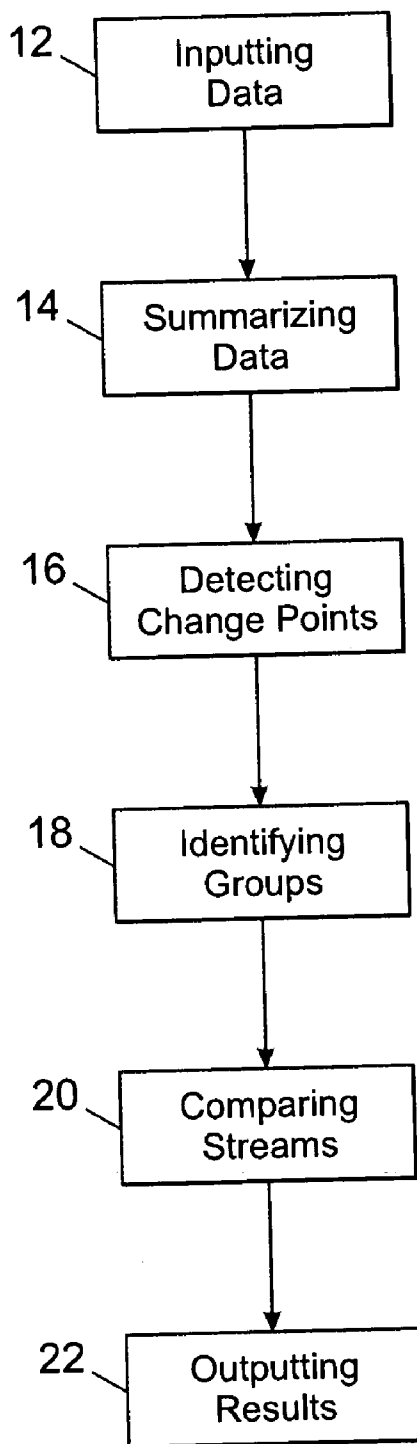 12
Inputting
Data
14
Summarizing
Data
16
Detecting
Change Points
18
Identifying
Groups
20
Comparing
Streams
22
Outputting
Results